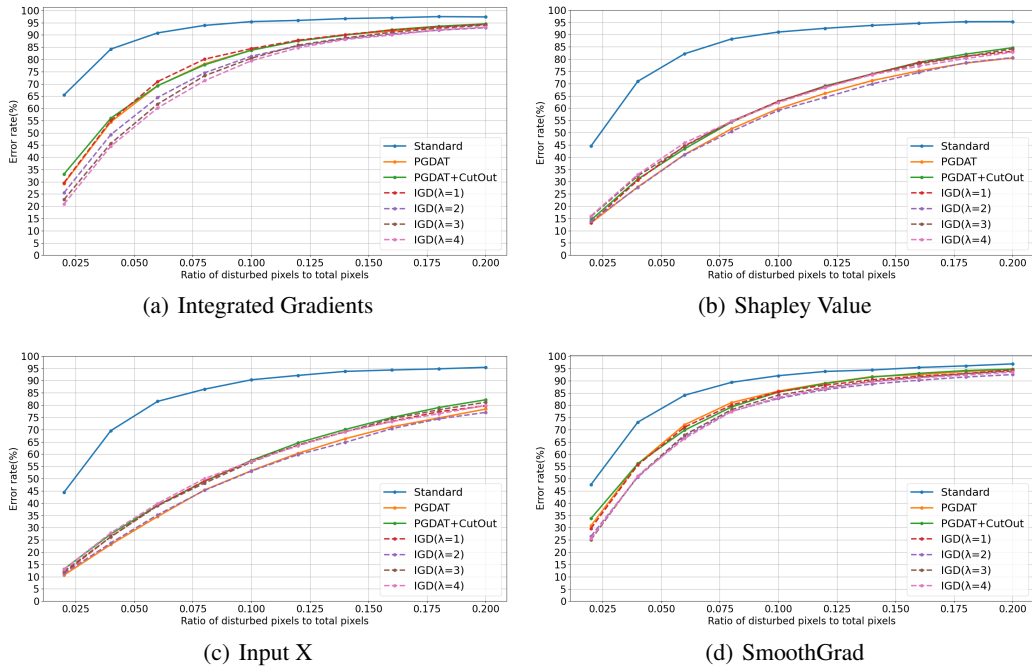 100
95
90
85
80
75
70
65
60
55
50
45
40
35
30
25
20
15
10
5
0
Error rate(%)
Standard
PGDAT
PGDAT+CutOut
IGD(λ=1)
IGD(λ=2)
IGD(λ=3)
IGD(λ=4)
0.025 0.050 0.075 0.100 0.125 0.150 0.175 0.200
Ratio of disturbed pixels to total pixels
(a) Integrated Gradients
100
95
90
85
80
75
70
65
60
55
50
45
40
35
30
25
20
15
10
5
0
Error rate(%)
Standard
PGDAT
PGDAT+CutOut
IGD(λ=1)
IGD(λ=2)
IGD(λ=3)
IGD(λ=4)
0.025 0.050 0.075 0.100 0.125 0.150 0.175 0.200
Ratio of disturbed pixels to total pixels
(b) Shapley Value
100
95
90
85
80
75
70
65
60
55
50
45
40
35
30
25
20
15
10
5
0
Error rate(%)
Standard
PGDAT
PGDAT+CutOut
IGD(λ=1)
IGD(λ=2)
IGD(λ=3)
IGD(λ=4)
0.025 0.050 0.075 0.100 0.125 0.150 0.175 0.200
Ratio of disturbed pixels to total pixels
(c) Input X
100
95
90
85
80
75
70
65
60
55
50
45
40
35
30
25
20
15
10
5
0
Error rate(%)
Standard
PGDAT
PGDAT+CutOut
IGD(λ=1)
IGD(λ=2)
IGD(λ=3)
IGD(λ=4)
0.025 0.050 0.075 0.100 0.125 0.150 0.175 0.200
Ratio of disturbed pixels to total pixels
(d) SmoothGrad